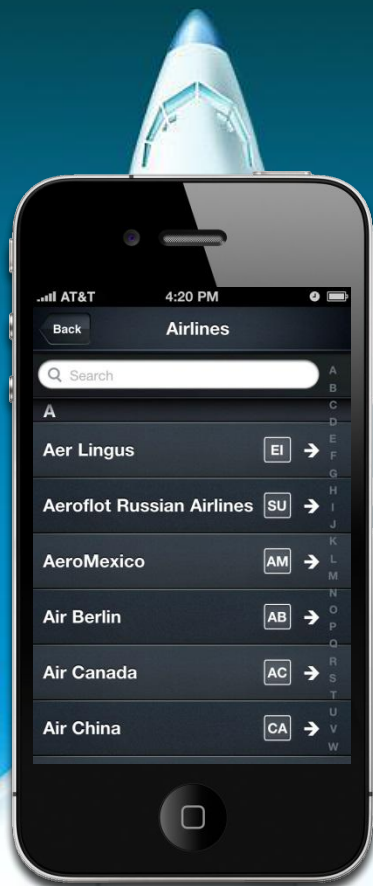 AT&T 4:20 PM
Back Airlines
Search
A
Aer Lingus EI
Aeroflot Russian Airlines SU
AeroMexico AM
Air Berlin AB
Air Canada AC
Air China CA
A
B
C
D
E
F
G
H
I
J
K
L
M
N
O
P
Q
R
S
T
U
V
W